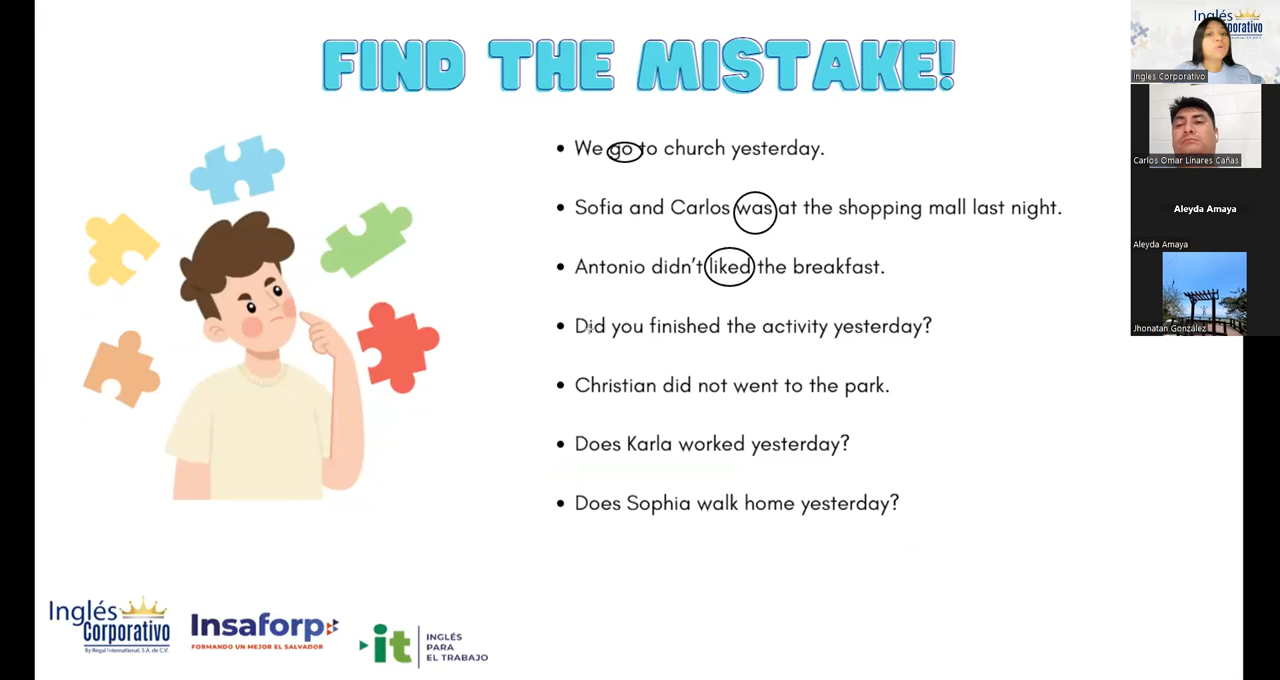 FIND THE MISTAKE!
We go to church yesterday.
Sofia and Carlos was at the shopping mall last night.
Antonio didn't liked the breakfast.
Did you finished the activity yesterday?
Christian did not went to the park.
Does Karla worked yesterday?
Does Sophia walk home yesterday?
Inglés
Corporativo
By Regal International, S.A. de C.V.
Insaforp
FORMANDO UN MEJOR EL SALVADOR
it
INGLÉS
PARA
EL TRABAJO
Inglés
Corporativo
Ingles Corporativo
Carlos Omar Linares Cañas
Aleyda Amaya
Aleyda Amaya
Jhonatan González